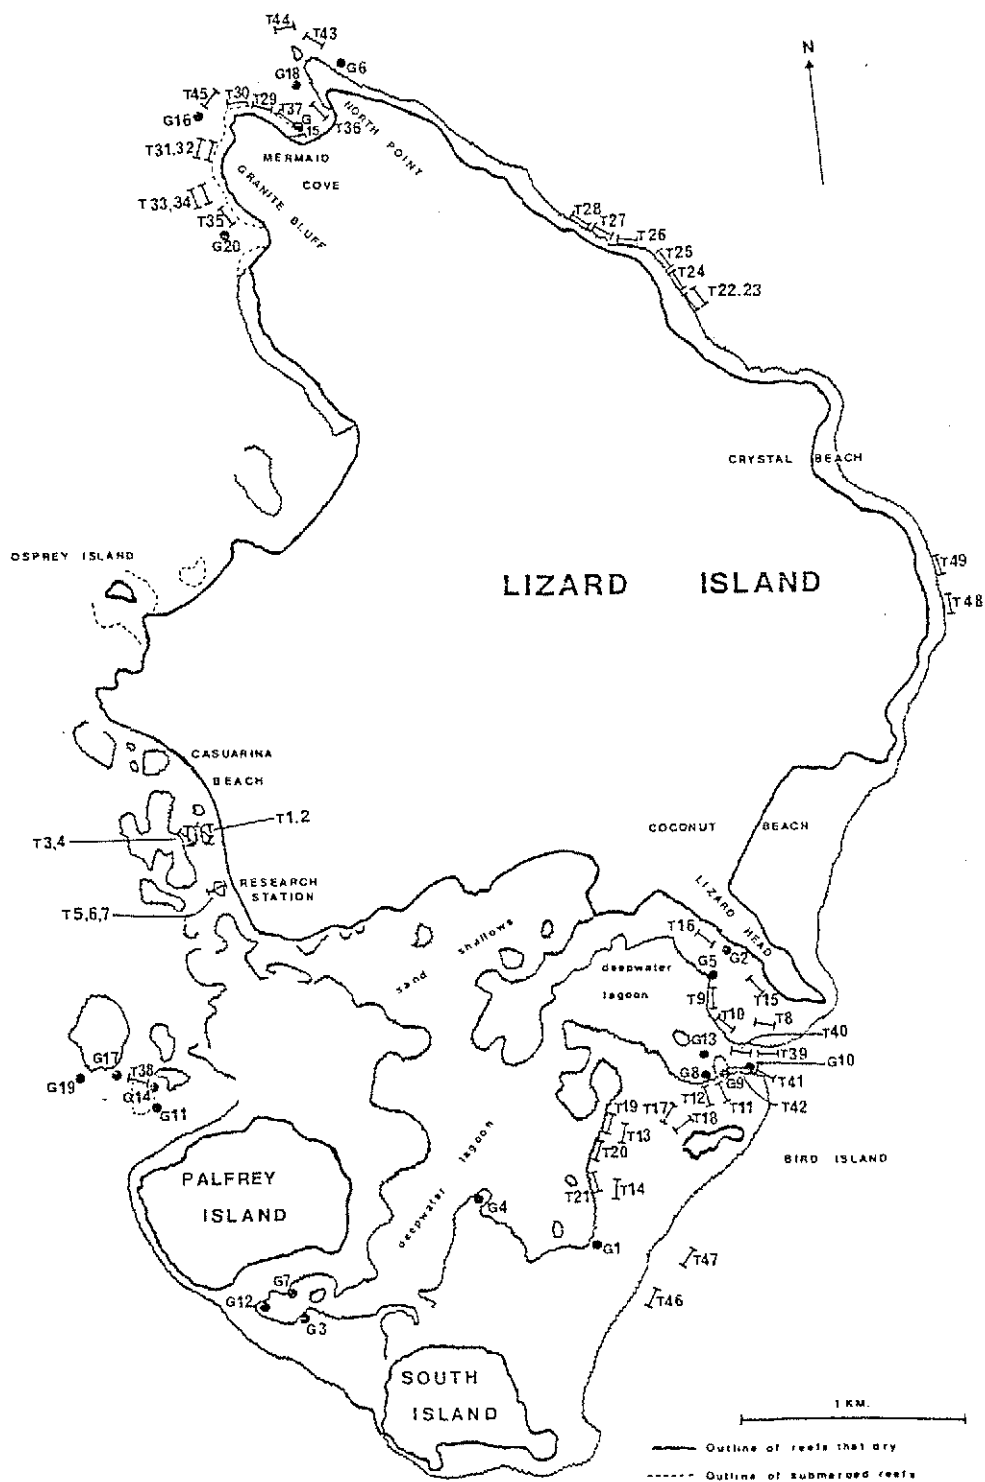 T44
T43
G6
G18
N
T45
T30
T29
T37
G16
G
15
T36
NORTH POINT
T31,32
MERMAID
COVE
GRANITE BLUFF
T33,34
T35
G20
T28
T27
T26
T25
T24
T22.23
CRYSTAL BEACH
OSPREY ISLAND
LIZARD ISLAND
T49
T48
CASUARINA
BEACH
T1,2
T3,4
COCONUT BEACH
RESEARCH
STATION
T5,6,7
LIZARD HEAD
sand shallows
T16
G2
G5
deepwater
lagoon
T15
T9
T10
T8
T40
G13
T39
G10
G17
G19
T38
G14
G8
G9
T41
G11
T12
T11
T42
T19
T17
T18
T13
T20
BIRD ISLAND
deepwater lagoon
PALFREY
ISLAND
T21
T14
G4
G1
T47
G7
T46
G12
G3
SOUTH
ISLAND
1 KM.
Outline of reefs that dry
Outline of submerged reefs